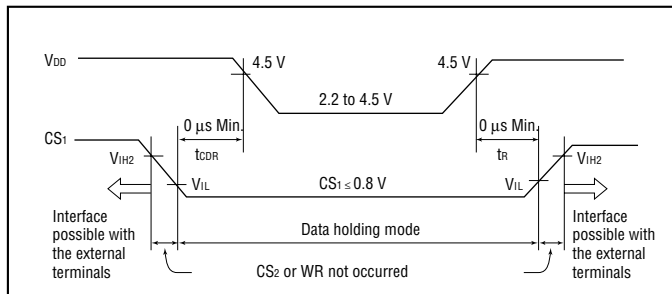 VDD
4.5 V
4.5 V
2.2 to 4.5 V
0 µs Min.
0 µs Min.
CS1
tCDR
tR
VIH2
VIH2
VIL
CS1 ≤ 0.8 V
VIL
Interface
possible with
the external
terminals
Data holding mode
Interface
possible with
the external
terminals
CS2 or WR not occurred